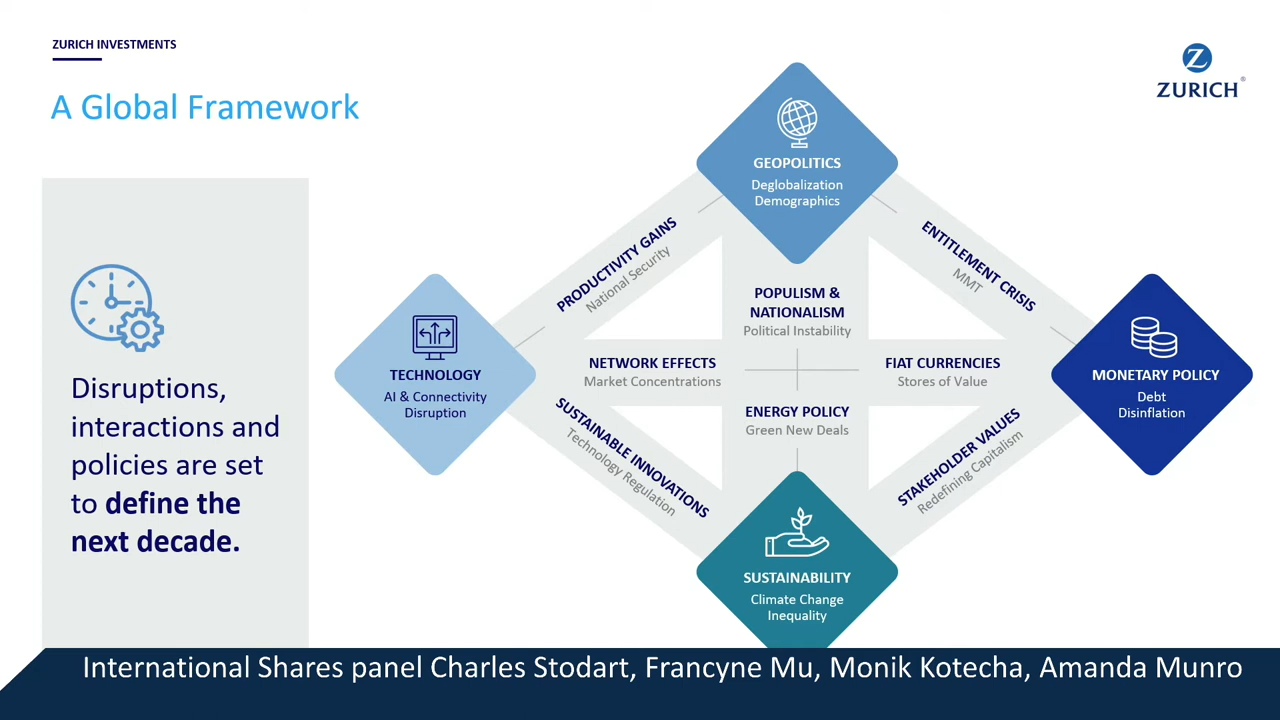 ZURICH INVESTMENTS
A Global Framework
Z
ZURICH®
Disruptions,
interactions and
policies are set
to define the
next decade.
GEOPOLITICS
Deglobalization
Demographics
PRODUCTIVITY GAINS
National Security
ENTITLEMENT CRISIS
MMT
POPULISM &
NATIONALISM
Political Instability
TECHNOLOGY
AI & Connectivity
Disruption
NETWORK EFFECTS
Market Concentrations
FIAT CURRENCIES
Stores of Value
MONETARY POLICY
Debt
Disinflation
ENERGY POLICY
Green New Deals
SUSTAINABLE INNOVATIONS
Technology Regulation
STAKEHOLDER VALUES
Redefining Capitalism
SUSTAINABILITY
Climate Change
Inequality
International Shares panel Charles Stodart, Francyne Mu, Monik Kotecha, Amanda Munro